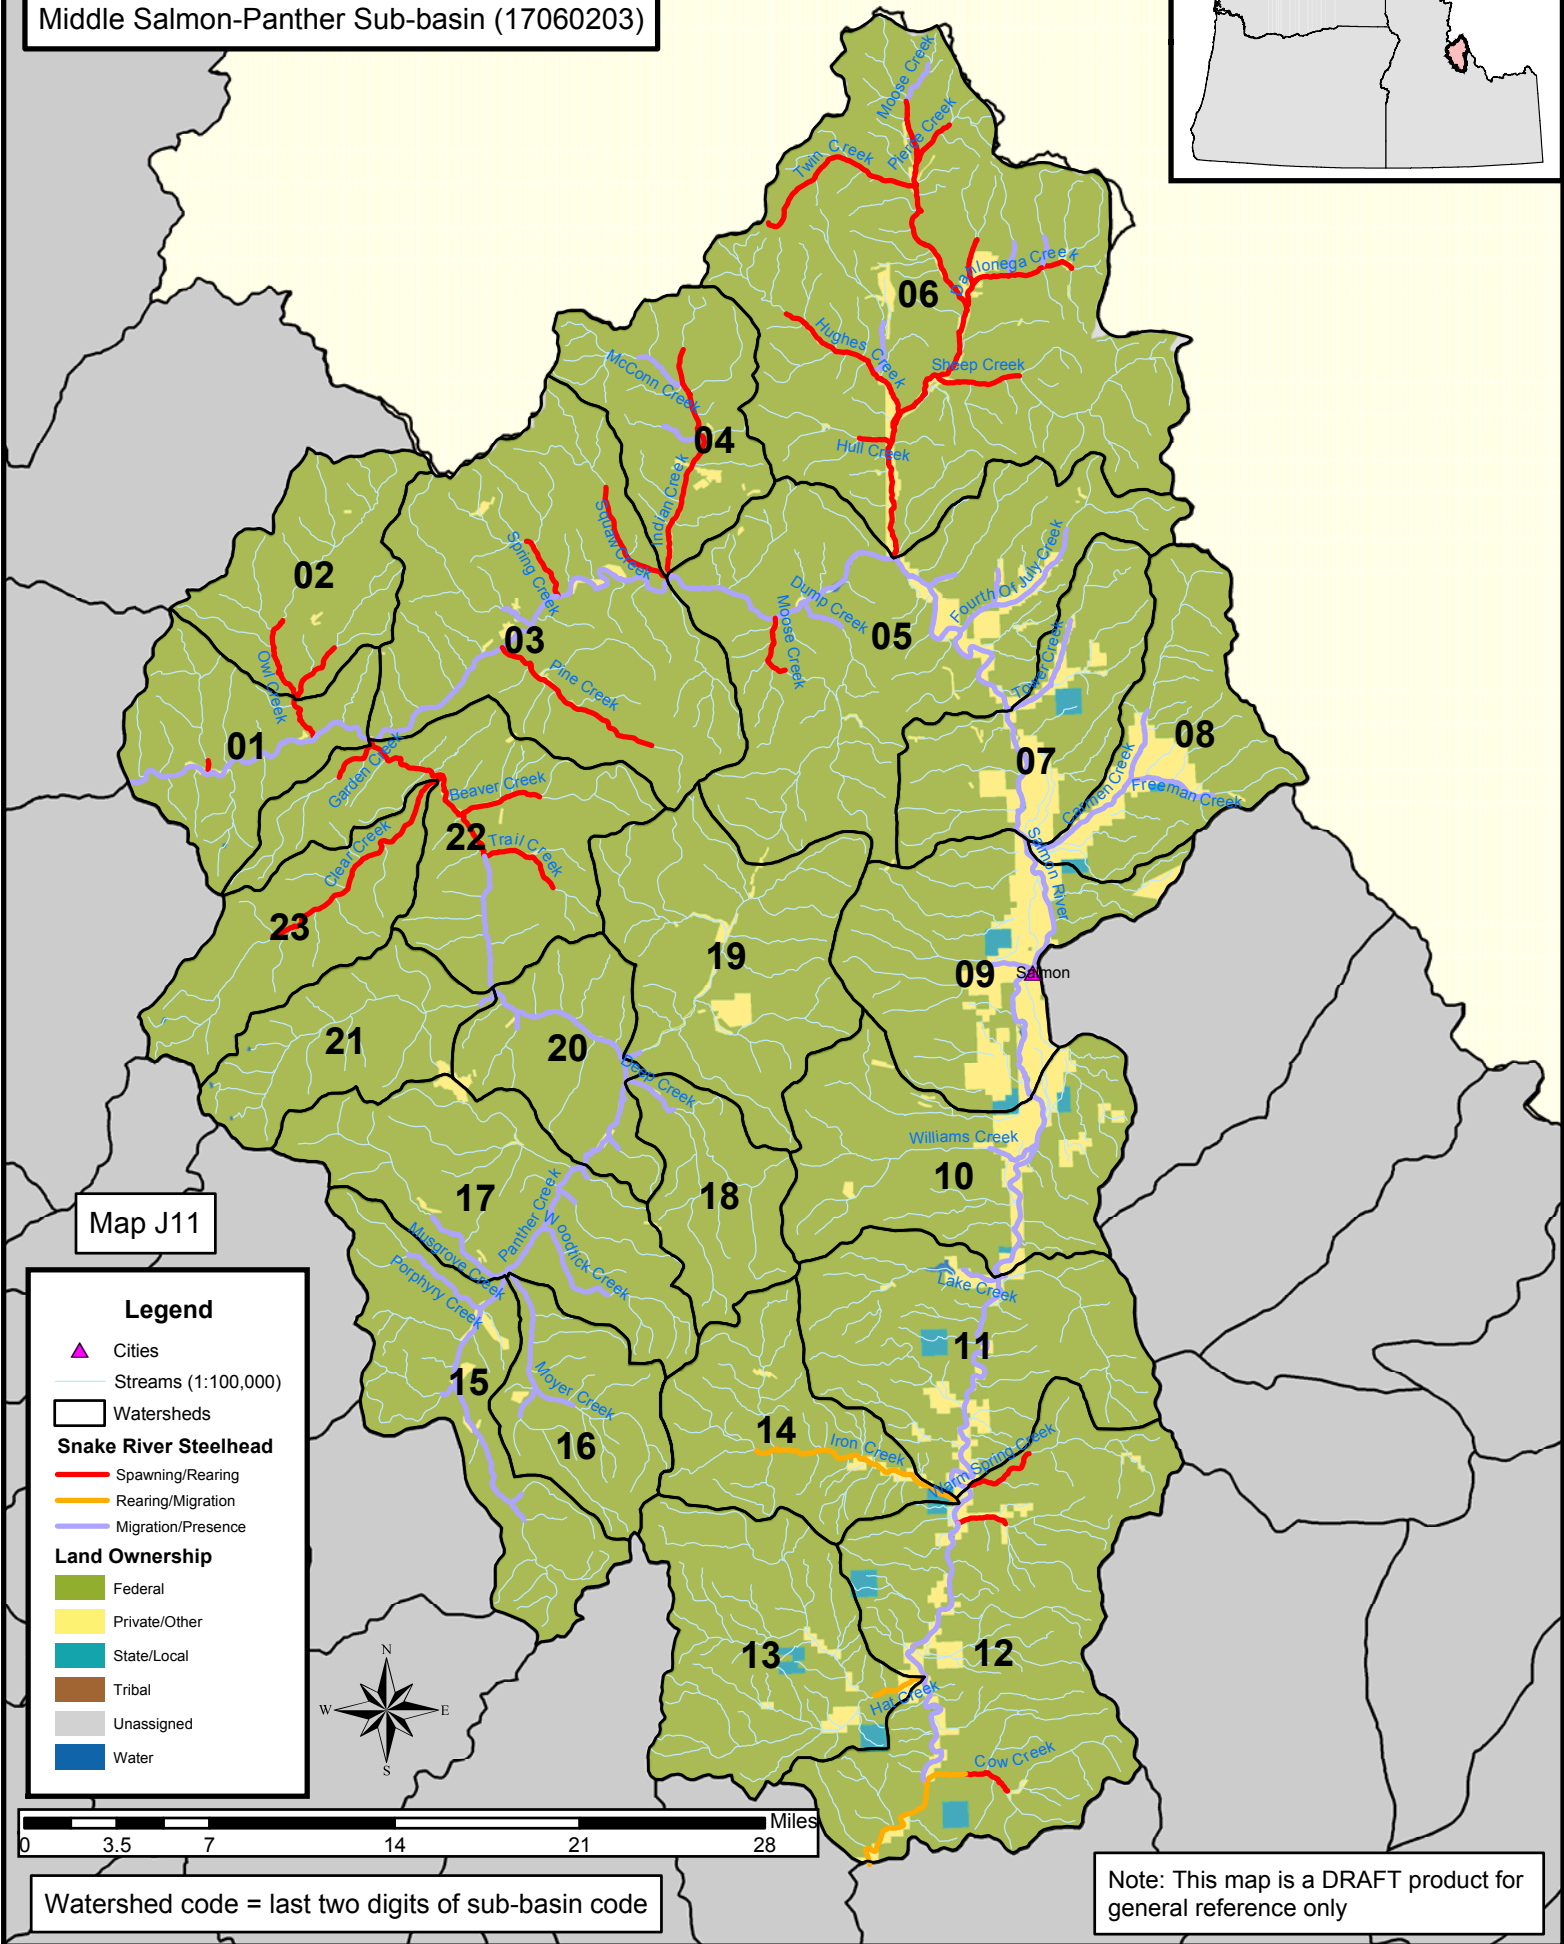 Middle Salmon-Panther Sub-basin (17060203)
Moose Creek
Pierce Creek
Twin Creek
Danlonega Creek
06
Hughes Creek
Sheep Creek
McConn Creek
04
Hull Creek
Indian Creek
Squaw Creek
Spring Creek
02
Fourth Of July Creek
Dump Creek
Moose Creek
05
03
Tower Creek
Owl Creek
Pine Creek
01
08
07
Garden Creek
Carmen Creek
Freeman Creek
Beaver Creek
22
Trail Creek
Clear Creek
Salmon River
23
19
09
Salmon
21
20
Deep Creek
Williams Creek
10
17
18
Panther Creek
Woodtick Creek
Musgrove Creek
Porphyry Creek
Lake Creek
11
15
Moyer Creek
14
16
Iron Creek
Warm Spring Creek
13
12
Hat Creek
Cow Creek
Map J11
Legend
Cities
Streams (1:100,000)
Watersheds
Snake River Steelhead
Spawning/Rearing
Rearing/Migration
Migration/Presence
Land Ownership
Federal
Private/Other
State/Local
Tribal
Unassigned
Water
N
W
E
S
Miles
0 3.5 7 14 21 28
Watershed code = last two digits of sub-basin code
Note: This map is a DRAFT product for
general reference only